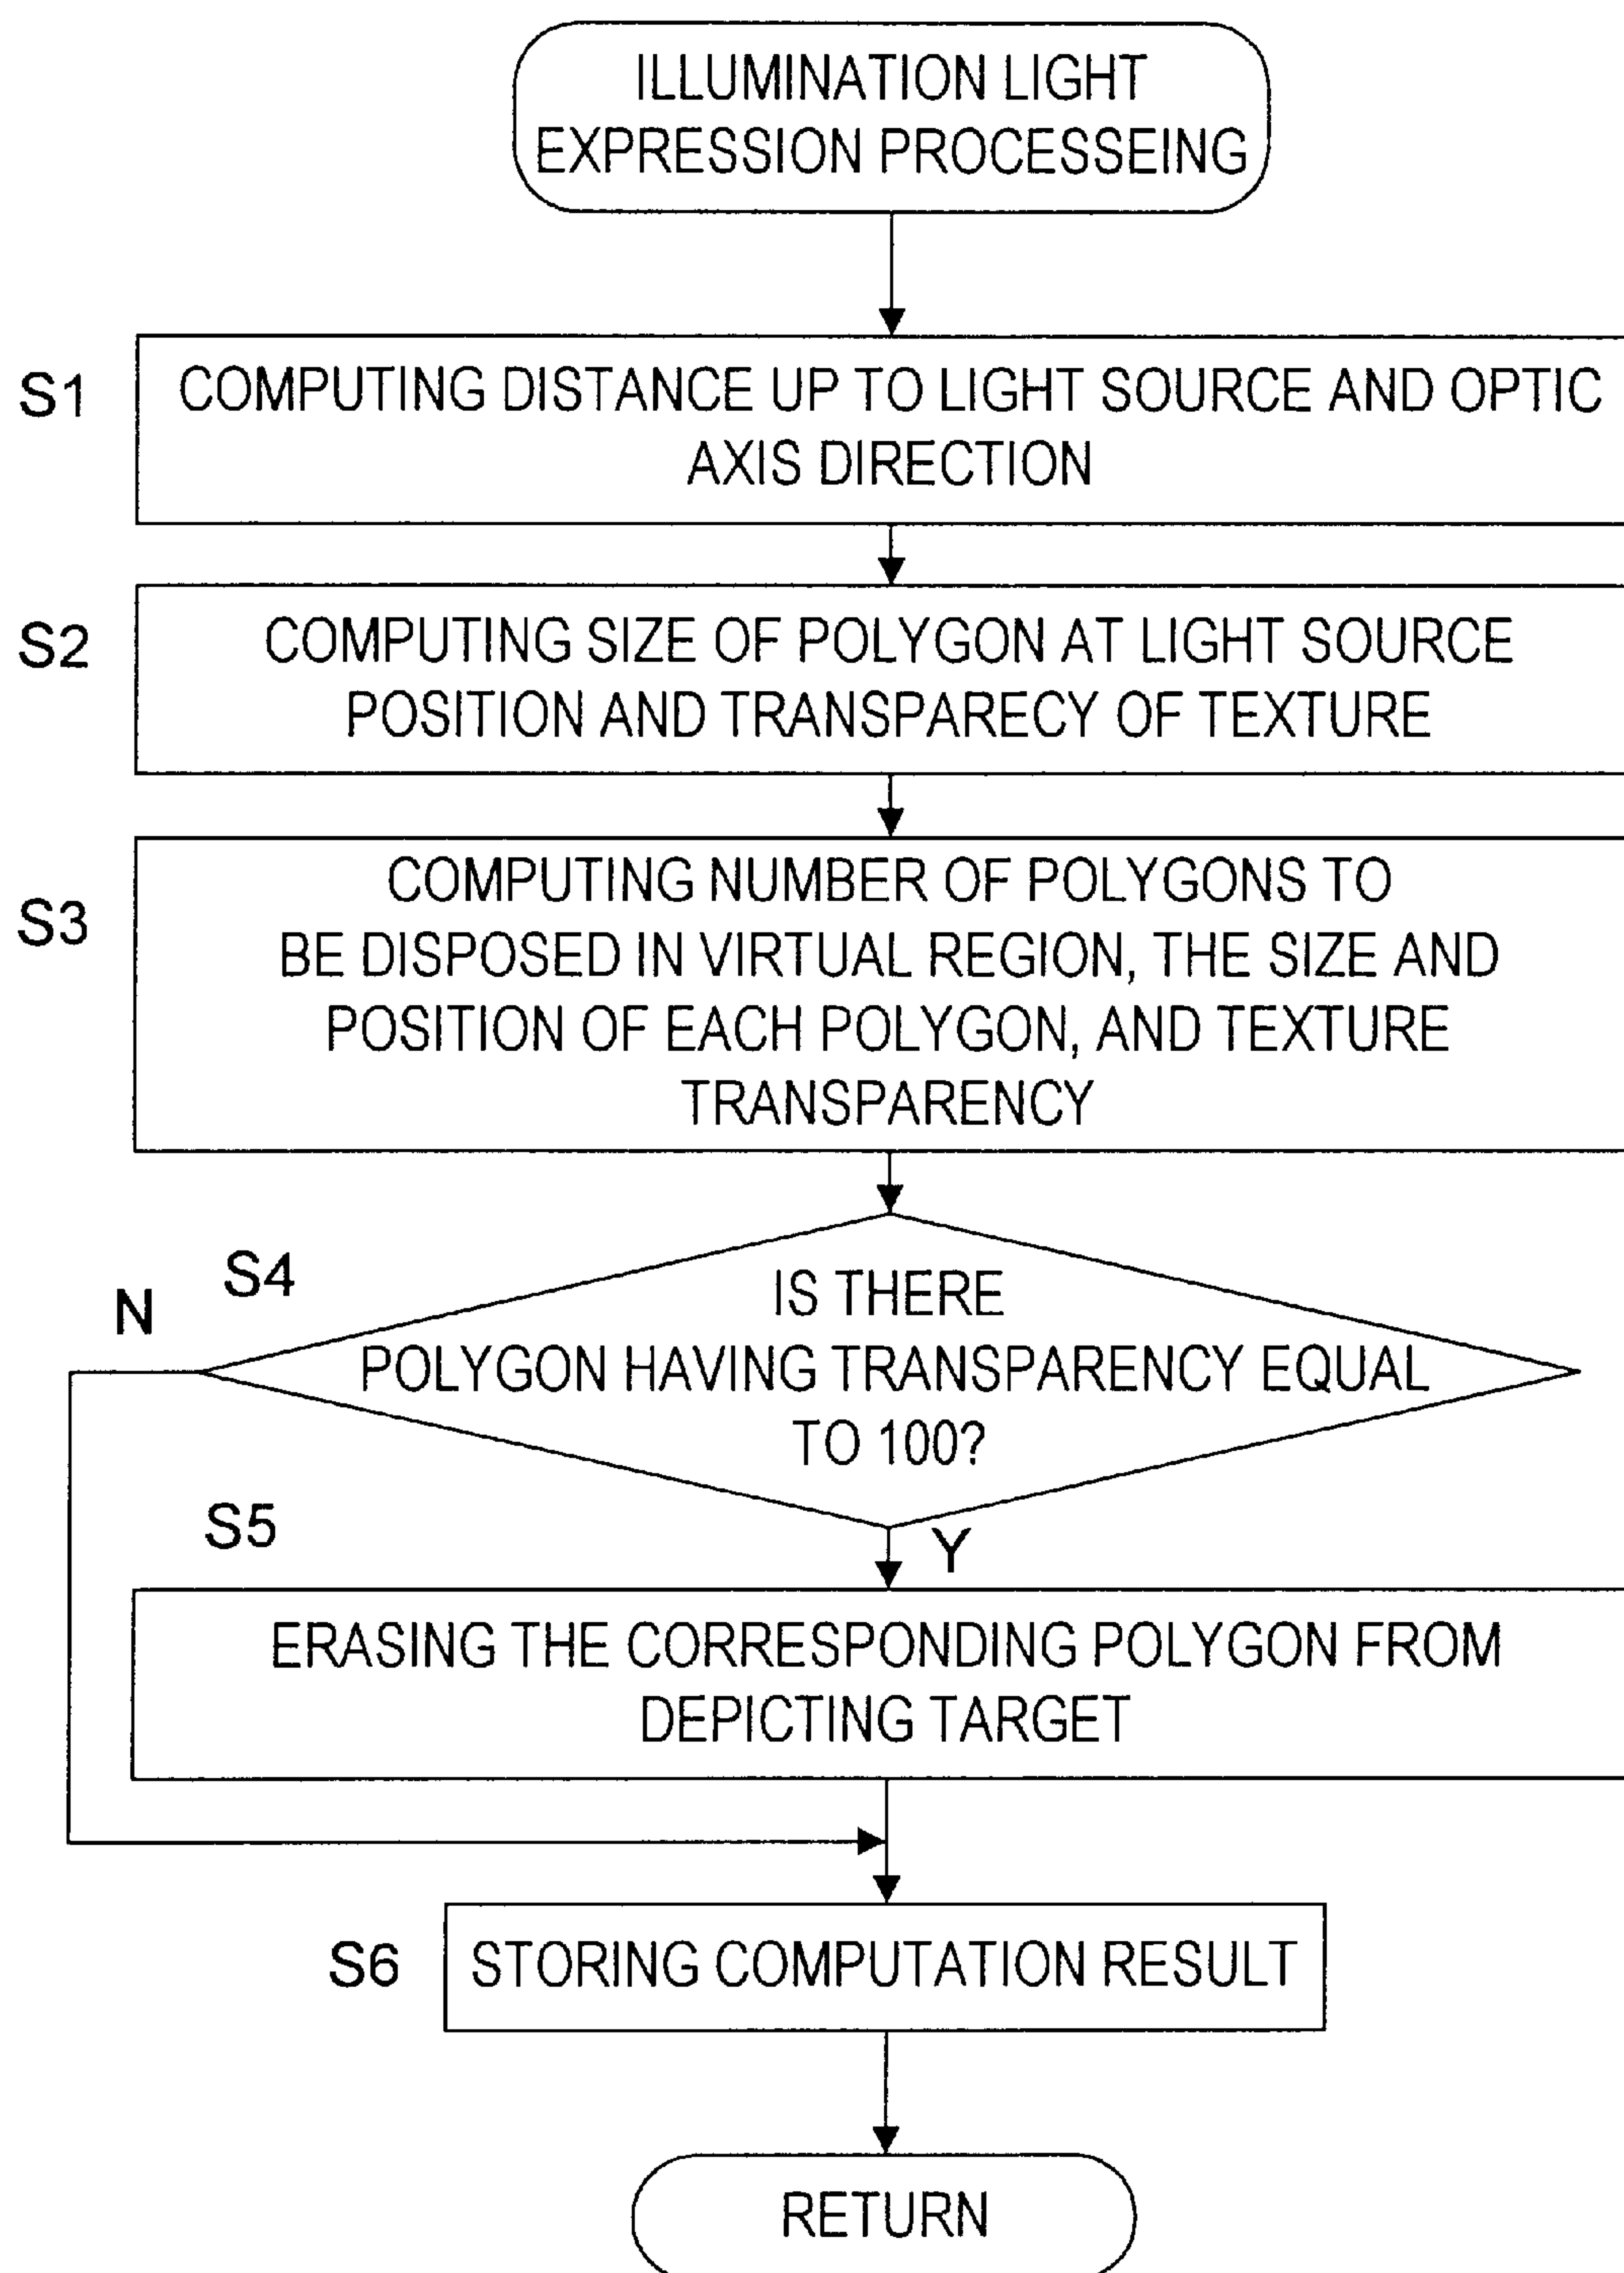 ILLUMINATION LIGHT
EXPRESSION PROCESSEING
S1
COMPUTING DISTANCE UP TO LIGHT SOURCE AND OPTIC
AXIS DIRECTION
S2
COMPUTING SIZE OF POLYGON AT LIGHT SOURCE
POSITION AND TRANSPARECY OF TEXTURE
S3
COMPUTING NUMBER OF POLYGONS TO
BE DISPOSED IN VIRTUAL REGION, THE SIZE AND
POSITION OF EACH POLYGON, AND TEXTURE
TRANSPARENCY
S4
N
IS THERE
POLYGON HAVING TRANSPARENCY EQUAL
TO 100?
S5
Y
ERASING THE CORRESPONDING POLYGON FROM
DEPICTING TARGET
S6
STORING COMPUTATION RESULT
RETURN